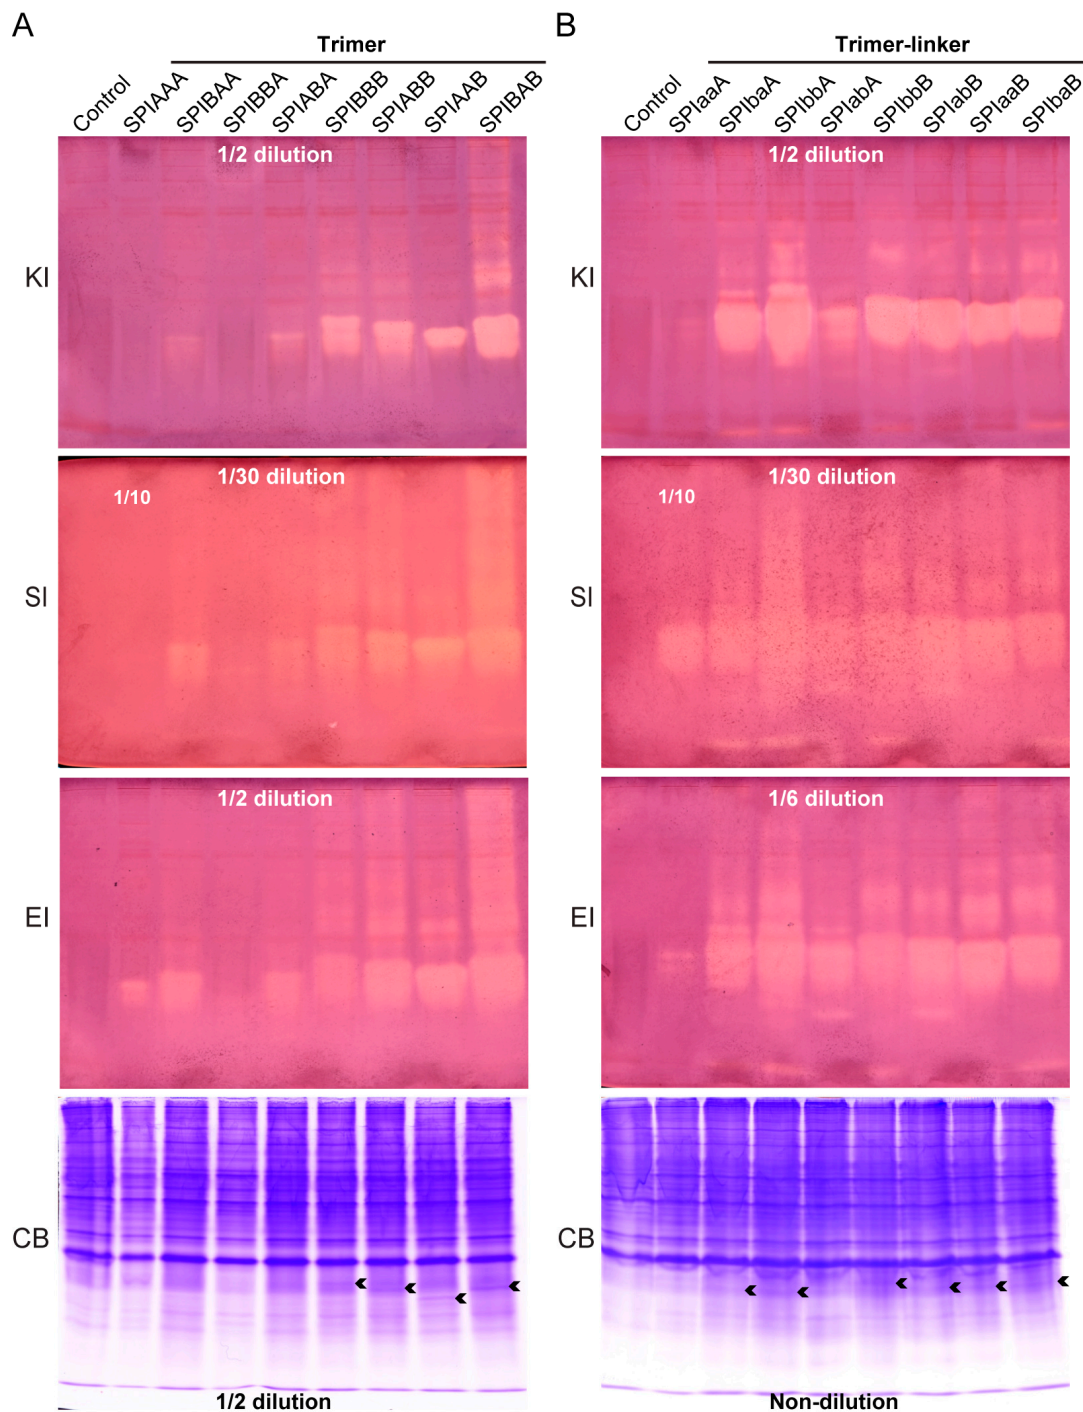 A
Trimer
Control
SPIAAA
SPIBAA
SPIBBA
SPIABA
SPIBBB
SPIABB
SPIAAB
SPIBAB
KI
1/2 dilution
SI
1/30 dilution
1/10
EI
1/2 dilution
CB
1/2 dilution
B
Trimer-linker
Control
SPIaaA
SPIbaA
SPIbbA
SPIabA
SPIbbB
SPIabB
SPIaaB
SPIbaB
KI
1/2 dilution
SI
1/30 dilution
1/10
EI
1/6 dilution
CB
Non-dilution